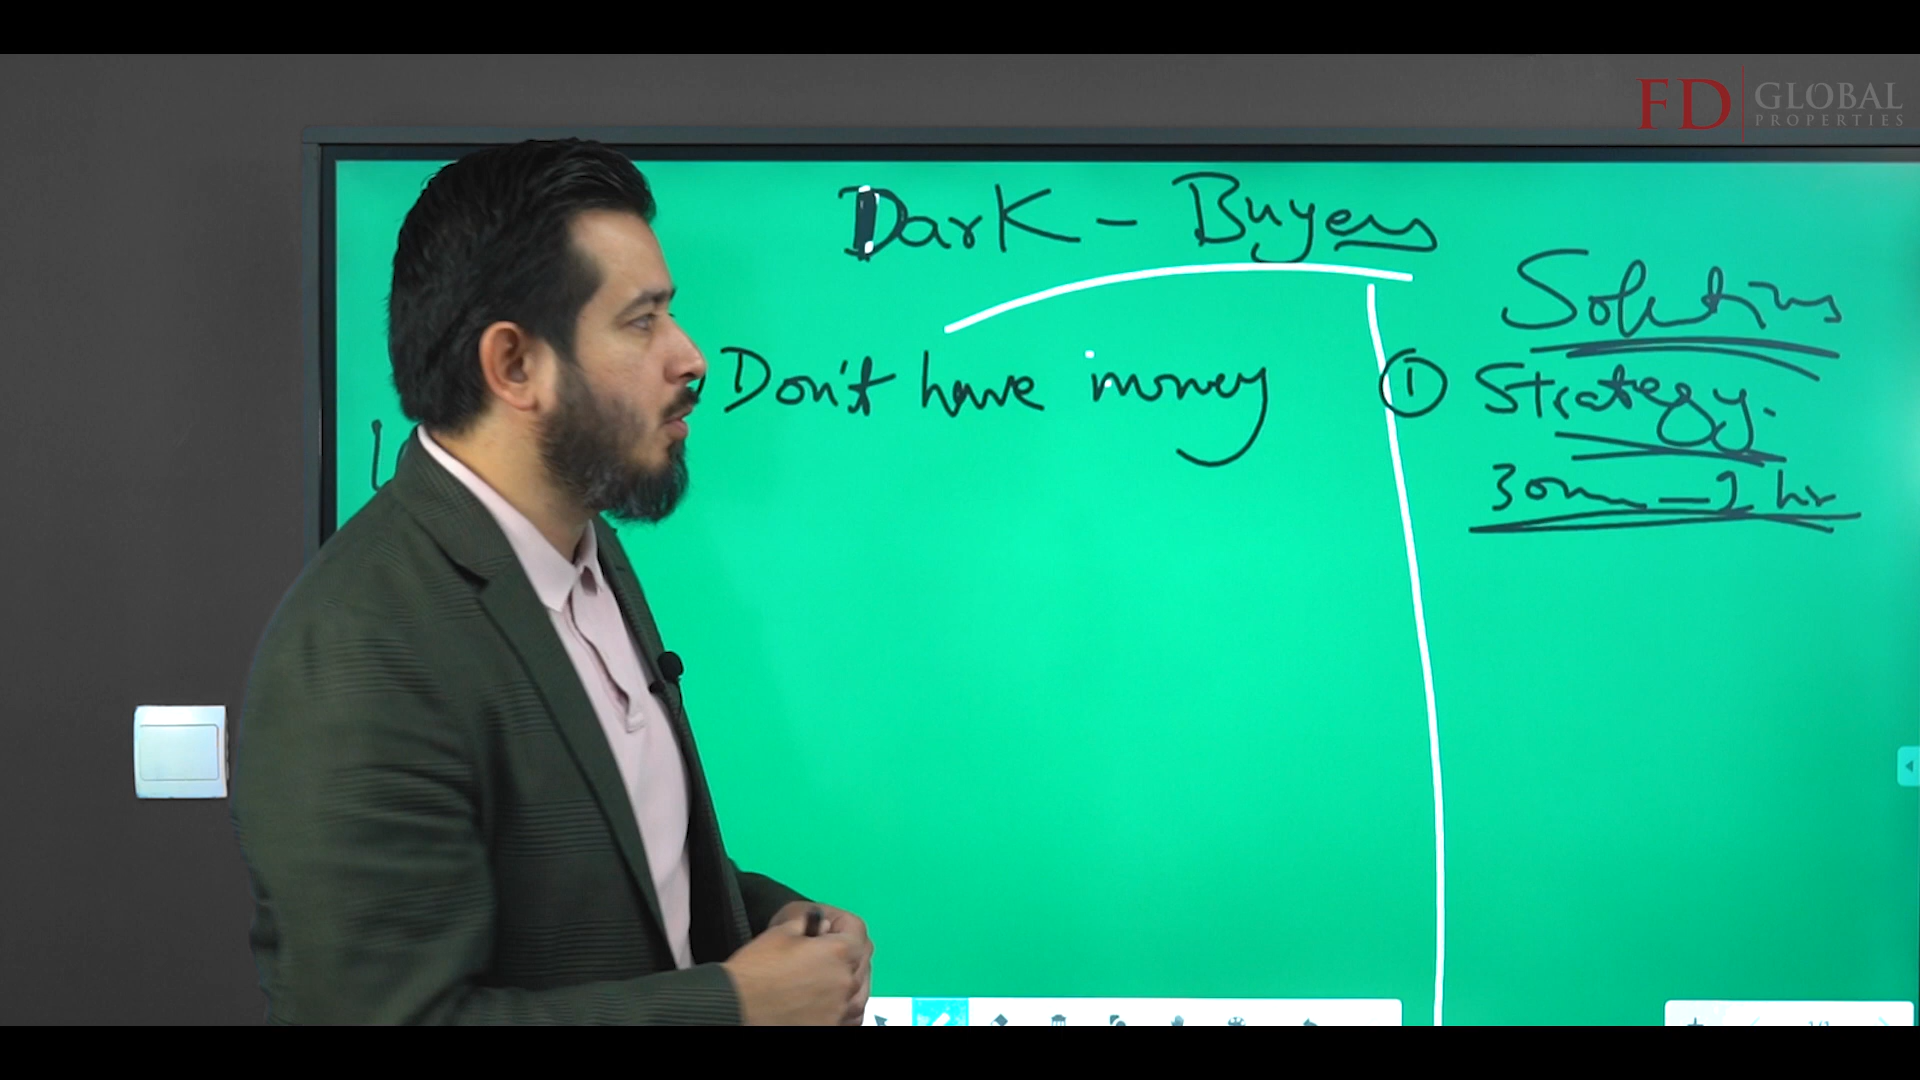 FD GLOBAL
PROPERTIES
Dark - Buyers
Solutions
Don't have money
① Strategy.
30m - 2 hr